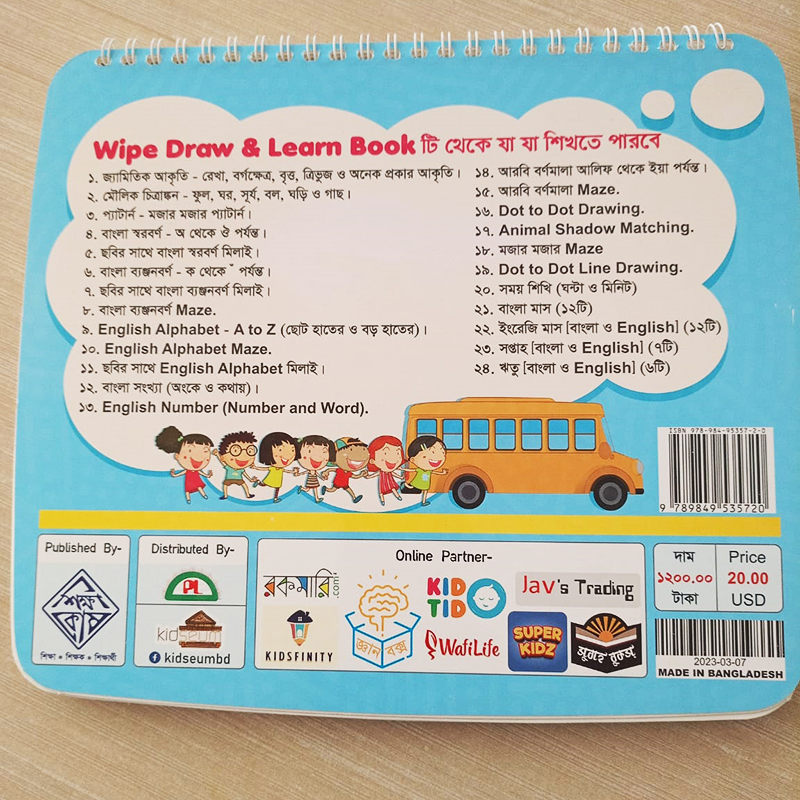 Wipe Draw & Learn Book টি থেকে যা যা শিখতে পারবে
১. জ্যামিতিক আকৃতি - রেখা, বর্গক্ষেত্র, বৃত্ত, ত্রিভুজ ও অনেক প্রকার আকৃতি।
২. মৌলিক চিত্রাঙ্কন - ফুল, ঘর, সূর্য, বল, ঘড়ি ও গাছ।
৩. প্যাটার্ন - মজার মজার প্যাটার্ন।
৪. বাংলা স্বরবর্ণ - অ থেকে ঔ পর্যন্ত।
৫. ছবির সাথে বাংলা স্বরবর্ণ মিলাই।
৬. বাংলা ব্যঞ্জনবর্ণ - ক থেকে ঁ পর্যন্ত।
৭. ছবির সাথে বাংলা ব্যঞ্জনবর্ণ মিলাই।
৮. বাংলা ব্যঞ্জনবর্ণ Maze.
৯. English Alphabet - A to Z (ছোট হাতের ও বড় হাতের)।
১০. English Alphabet Maze.
১১. ছবির সাথে English Alphabet মিলাই।
১২. বাংলা সংখ্যা (অংকে ও কথায়)।
১৩. English Number (Number and Word).
১৪. আরবি বর্ণমালা আলিফ থেকে ইয়া পর্যন্ত।
১৫. আরবি বর্ণমালা Maze.
১৬. Dot to Dot Drawing.
১৭. Animal Shadow Matching.
১৮. মজার মজার Maze
১৯. Dot to Dot Line Drawing.
২০. সময় শিখি (ঘন্টা ও মিনিট)
২১. বাংলা মাস (১২টি)
২২. ইংরেজি মাস [বাংলা ও English] (১২টি)
২৩. সপ্তাহ [বাংলা ও English] (৭টি)
২৪. ঋতু [বাংলা ও English] (৬টি)
ISBN 978-984-95357-2-0
9 789849 535720
Published By-
শিক্ষা
শিক্ষা • শিক্ষক • শিক্ষার্থী
Distributed By-
PL
kidseum
kidseumbd
Online Partner-
রকমারি.com
KIDSFINITY
জ্ঞান বক্স
KID TID
WafiLife
Jav's Trading
SUPER KIDZ
দাম
১২০০.০০
টাকা
Price
20.00
USD
2023-03-07
MADE IN BANGLADESH